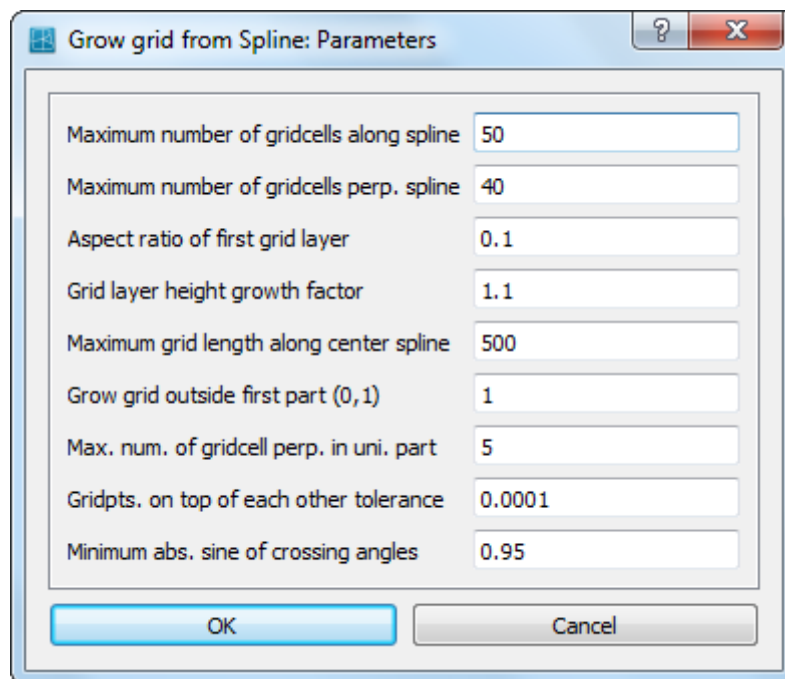 Grow grid from Spline: Parameters
Maximum number of gridcells along spline 50
Maximum number of gridcells perp. spline 40
Aspect ratio of first grid layer 0.1
Grid layer height growth factor 1.1
Maximum grid length along center spline 500
Grow grid outside first part (0,1) 1
Max. num. of gridcell perp. in uni. part 5
Gridpts. on top of each other tolerance 0.0001
Minimum abs. sine of crossing angles 0.95
OK Cancel